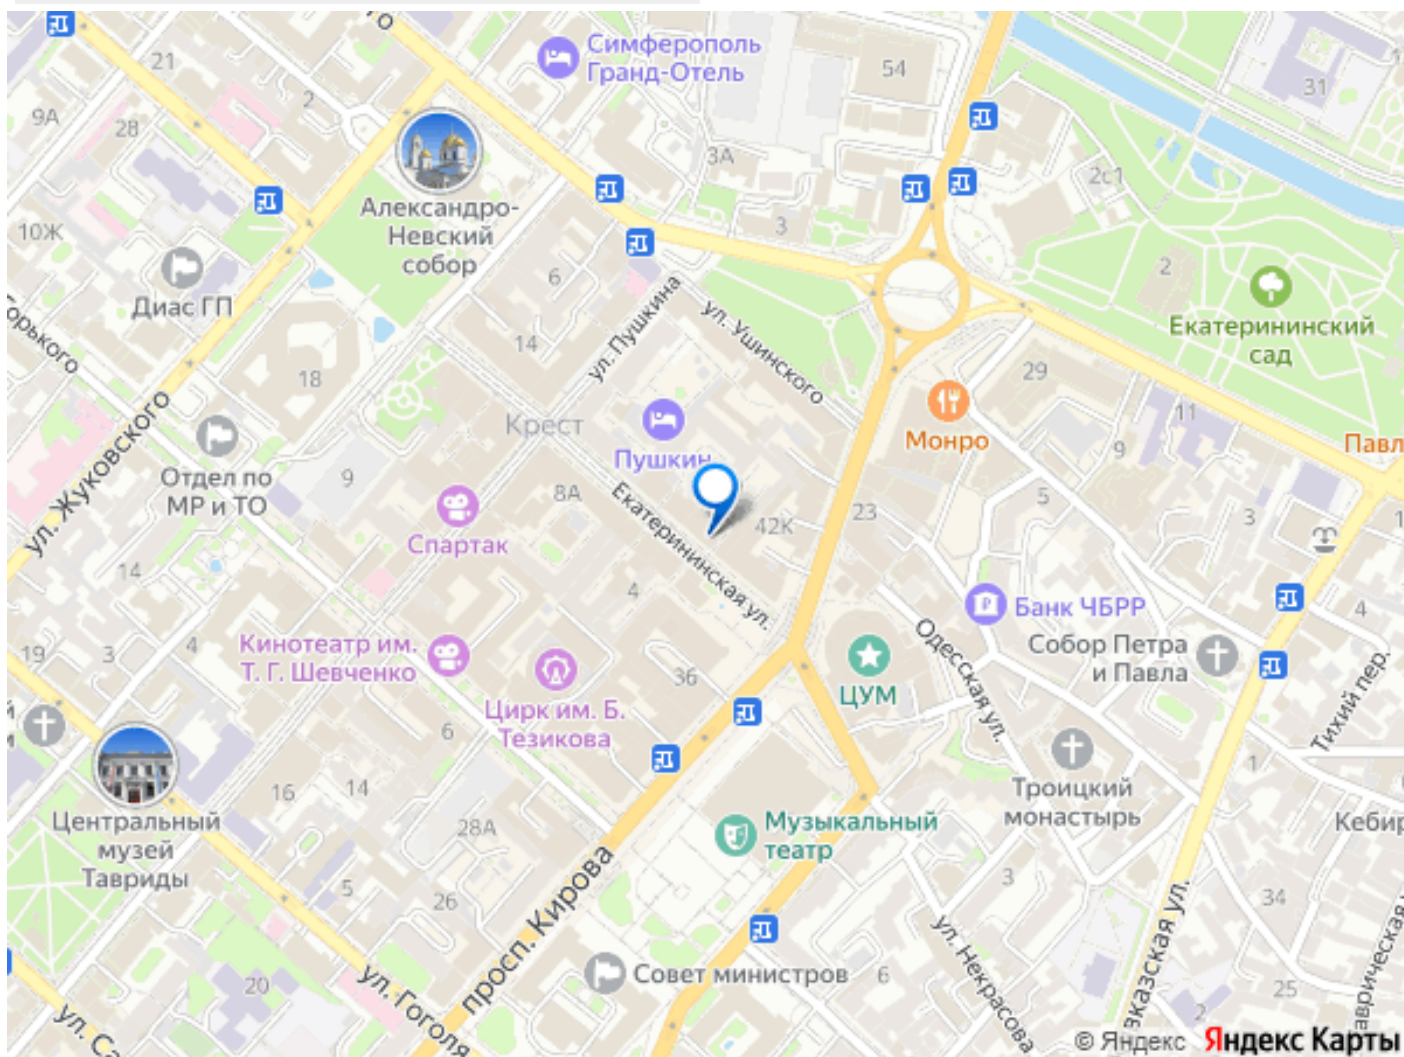 Симферополь
Гранд-Отель
54
31
21
2
9А
28
3А
2с1
Александро-
Невский
собор
10Ж
3
2
6
Диас ГП
Екатерининский
сад
ул. Пушкина
ул. Ушинского
14
18
29
Крест
Монро
11
9
Пушкин
Павл
ул. Жуковского
Отдел по
МР и ТО
9
8А
Екатерининская ул.
42К
23
5
3
Спартак
14
4
Банк ЧБРР
4
Кинотеатр им.
Т. Г. Шевченко
Одесская ул.
Собор Петра
и Павла
19
3
4
36
ЦУМ
Тихий пер.
Цирк им. Б.
Тезикова
6
Троицкий
монастырь
1
16
14
Центральный
музей
Тавриды
28А
Музыкальный
театр
Кебир
5
26
просп. Кирова
3
34
ул. Гоголя
Совет министров
6
ул. Некрасова
25
20
© Яндекс Яндекс Карты